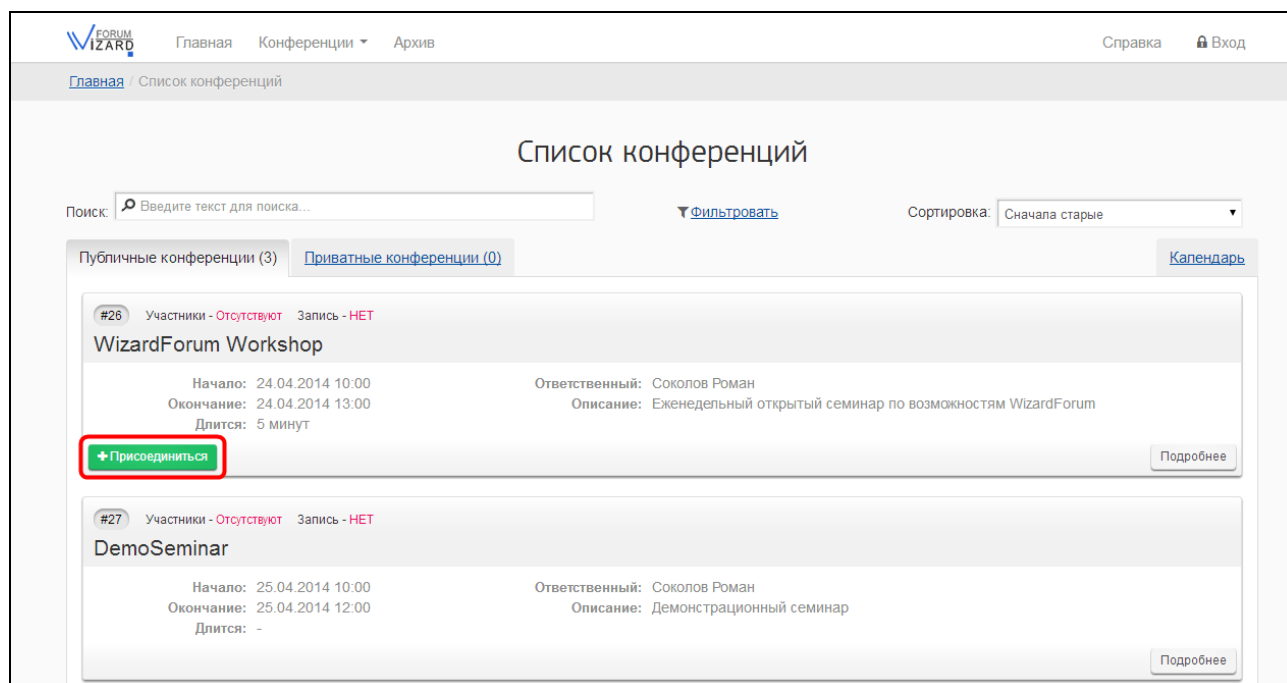 FORUM
WIZARD Главная Конференции Архив Справка Вход
Главная / Список конференций
Список конференций
Поиск: Введите текст для поиска... Фильтровать Сортировка: Сначала старые
Публичные конференции (3) Приватные конференции (0) Календарь
#26 Участники - Отсутствуют Запись - НЕТ
WizardForum Workshop
Начало: 24.04.2014 10:00 Ответственный: Соколов Роман
Окончание: 24.04.2014 13:00 Описание: Еженедельный открытый семинар по возможностям WizardForum
Длится: 5 минут
+Присоединиться Подробнее
#27 Участники - Отсутствуют Запись - НЕТ
DemoSeminar
Начало: 25.04.2014 10:00 Ответственный: Соколов Роман
Окончание: 25.04.2014 12:00 Описание: Демонстрационный семинар
Длится: -
Подробнее